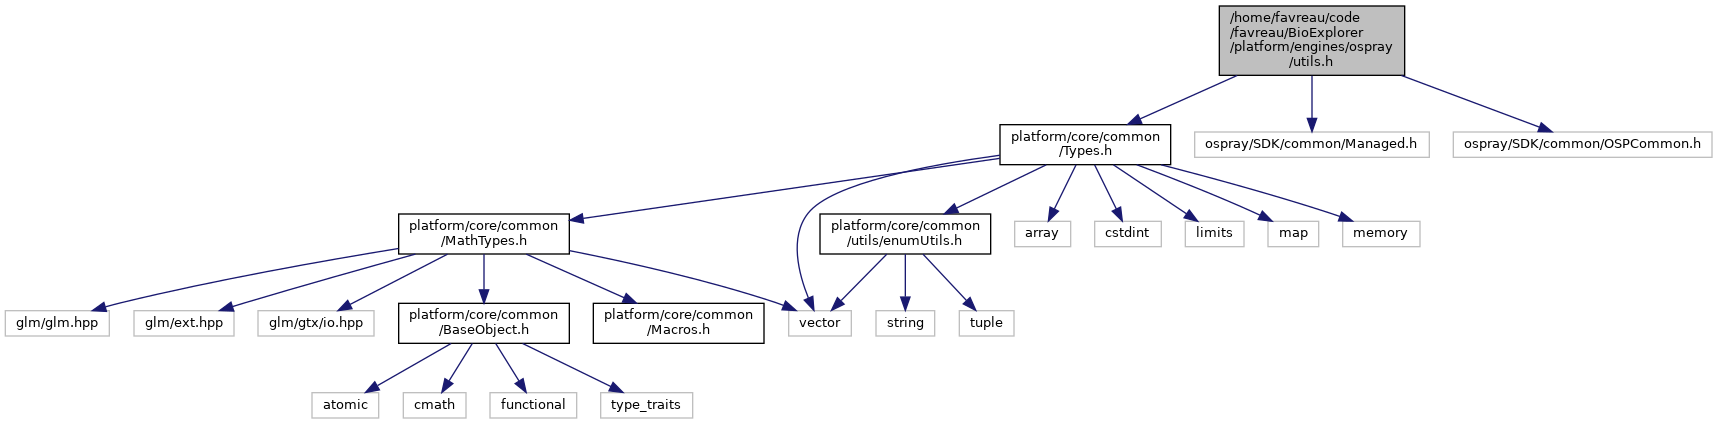 /home/favreau/code
/favreau/BioExplorer
/platform/engines/ospray
/utils.h
platform/core/common
/Types.h
ospray/SDK/common/Managed.h
ospray/SDK/common/OSPCommon.h
platform/core/common
/MathTypes.h
platform/core/common
/utils/enumUtils.h
array
cstdint
limits
map
memory
glm/glm.hpp
glm/ext.hpp
glm/gtx/io.hpp
platform/core/common
/BaseObject.h
platform/core/common
/Macros.h
vector
string
tuple
atomic
cmath
functional
type_traits